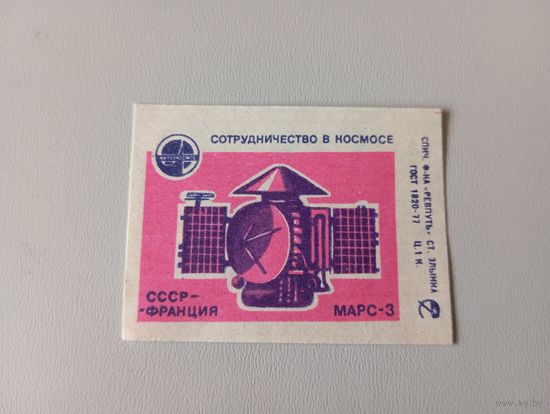 СОТРУДНИЧЕСТВО В КОСМОСЕ
ИНТЕРКОСМОС
СССР-
-ФРАНЦИЯ
МАРС-3
СПИЧ. Ф-КА „РЕВПУТЬ" СТ. ЗЛЫНКА
ГОСТ 1820-77 Ц. 1 К.
www.ay.by